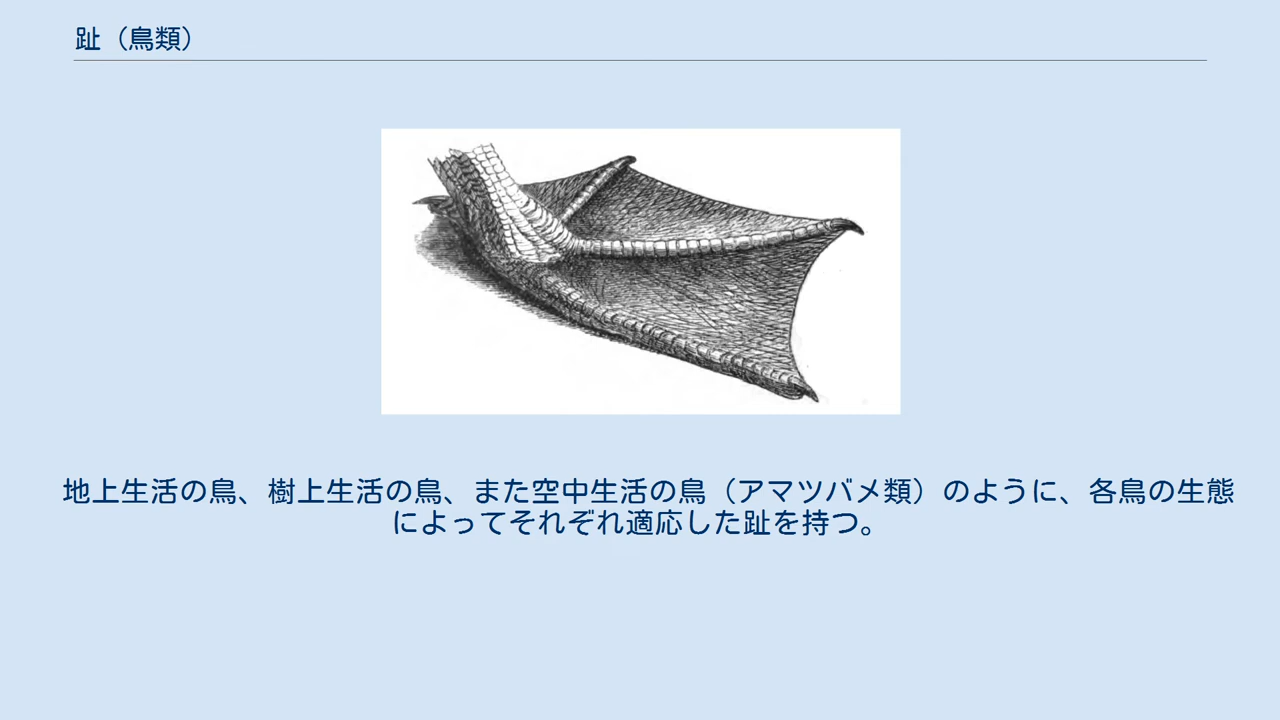 趾（鳥類）
地上生活の鳥、樹上生活の鳥、また空中生活の鳥（アマツバメ類）のように、各鳥の生態
によってそれぞれ適応した趾を持つ。